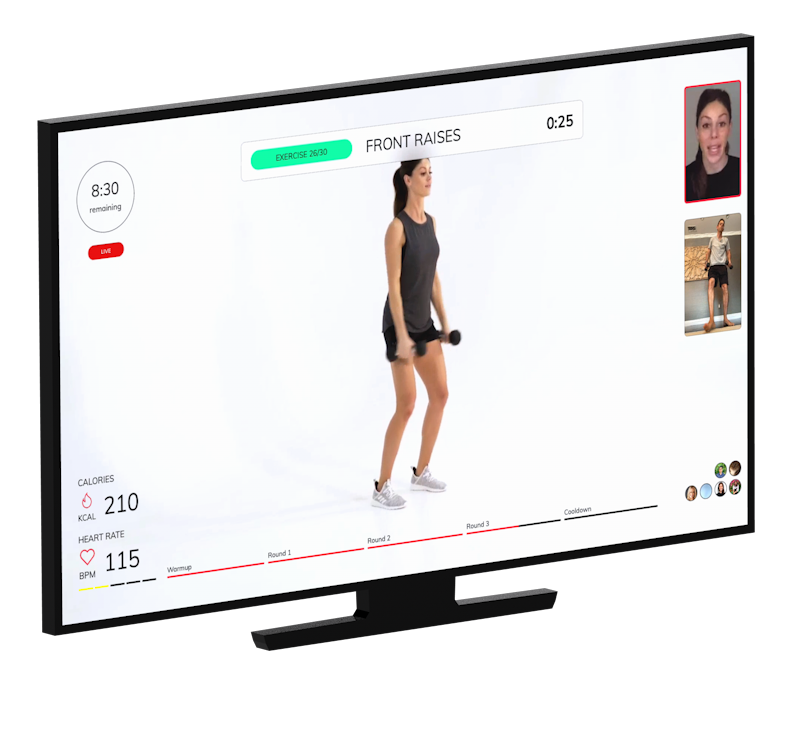 EXERCISE 26/30
FRONT RAISES
0:25
8:30
remaining
LIVE
CALORIES
KCAL
210
HEART RATE
BPM
115
Warmup
Round 1
Round 2
Round 3
Cooldown